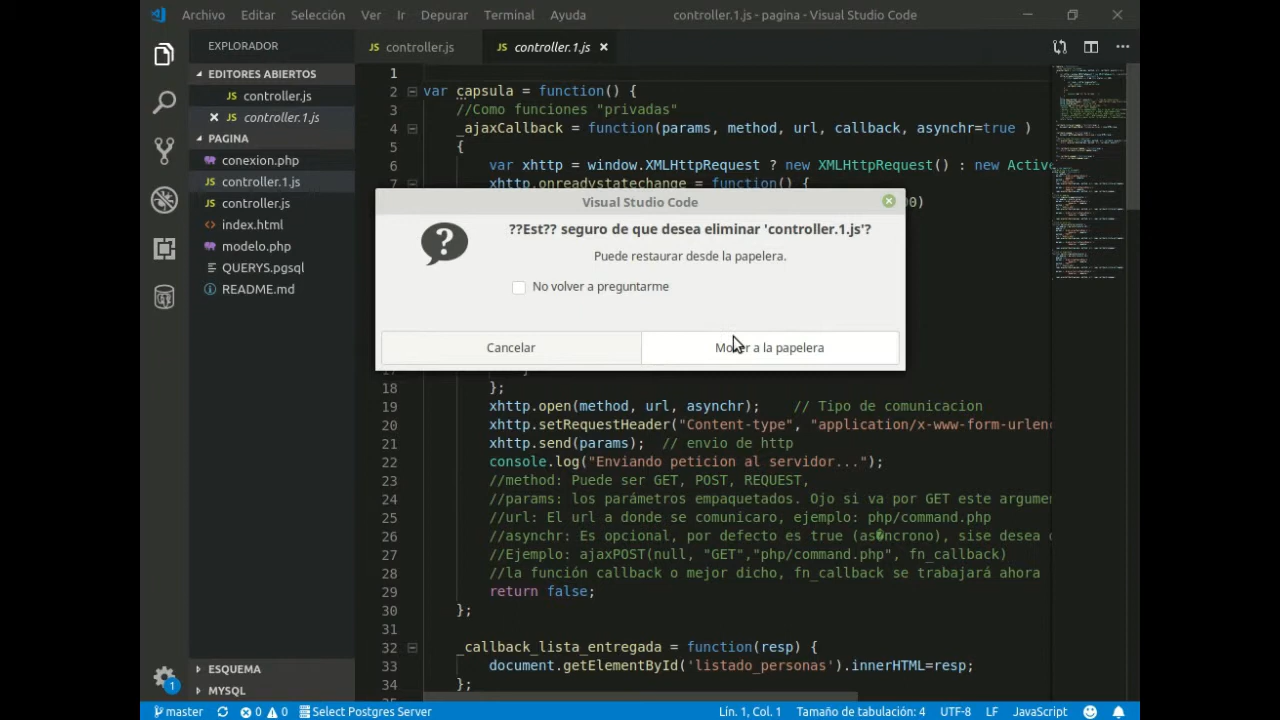 Archivo Editar Selección Ver Ir Depurar Terminal Ayuda controller.1.js - pagina - Visual Studio Code
EXPLORADOR
controller.js controller.1.js
EDITORES ABIERTOS
controller.js
controller.1.js
PAGINA
conexion.php
controller.1.js
controller.js
index.html
modelo.php
QUERYS.pgsql
README.md
ESQUEMA
MYSQL
1
1
2 var capsula = function() {
3 //Como funciones "privadas"
4 _ajaxCallback = function(params, method, url, callback, asynchr=true )
5 {
6 var xhttp = window.XMLHttpRequest ? new XMLHttpRequest() : new Active
7 xhttp.onreadystatechange = function() {
Visual Studio Code
??Est?? seguro de que desea eliminar 'controller.1.js'?
Puede restaurar desde la papelera.
No volver a preguntarme
Cancelar Mover a la papelera
18 };
19 xhttp.open(method, url, asynchr); // Tipo de comunicacion
20 xhttp.setRequestHeader("Content-type", "application/x-www-form-urlen
21 xhttp.send(params); // envio de http
22 console.log("Enviando peticion al servidor...");
23 //method: Puede ser GET, POST, REQUEST,
24 //params: los parámetros empaquetados. Ojo si va por GET este argumen
25 //url: El url a donde se comunicaro, ejemplo: php/command.php
26 //asynchr: Es opcional, por defecto es true (as�ncrono), sise desea
27 //Ejemplo: ajaxPOST(null, "GET","php/command.php", fn_callback)
28 //la función callback o mejor dicho, fn_callback se trabajará ahora
29 return false;
30 };
31
32 _callback_lista_entregada = function(resp) {
33 document.getElementById('listado_personas').innerHTML=resp;
34 };
master 0 0 Select Postgres Server Lín. 1, Col. 1 Tamaño de tabulación: 4 UTF-8 LF JavaScript